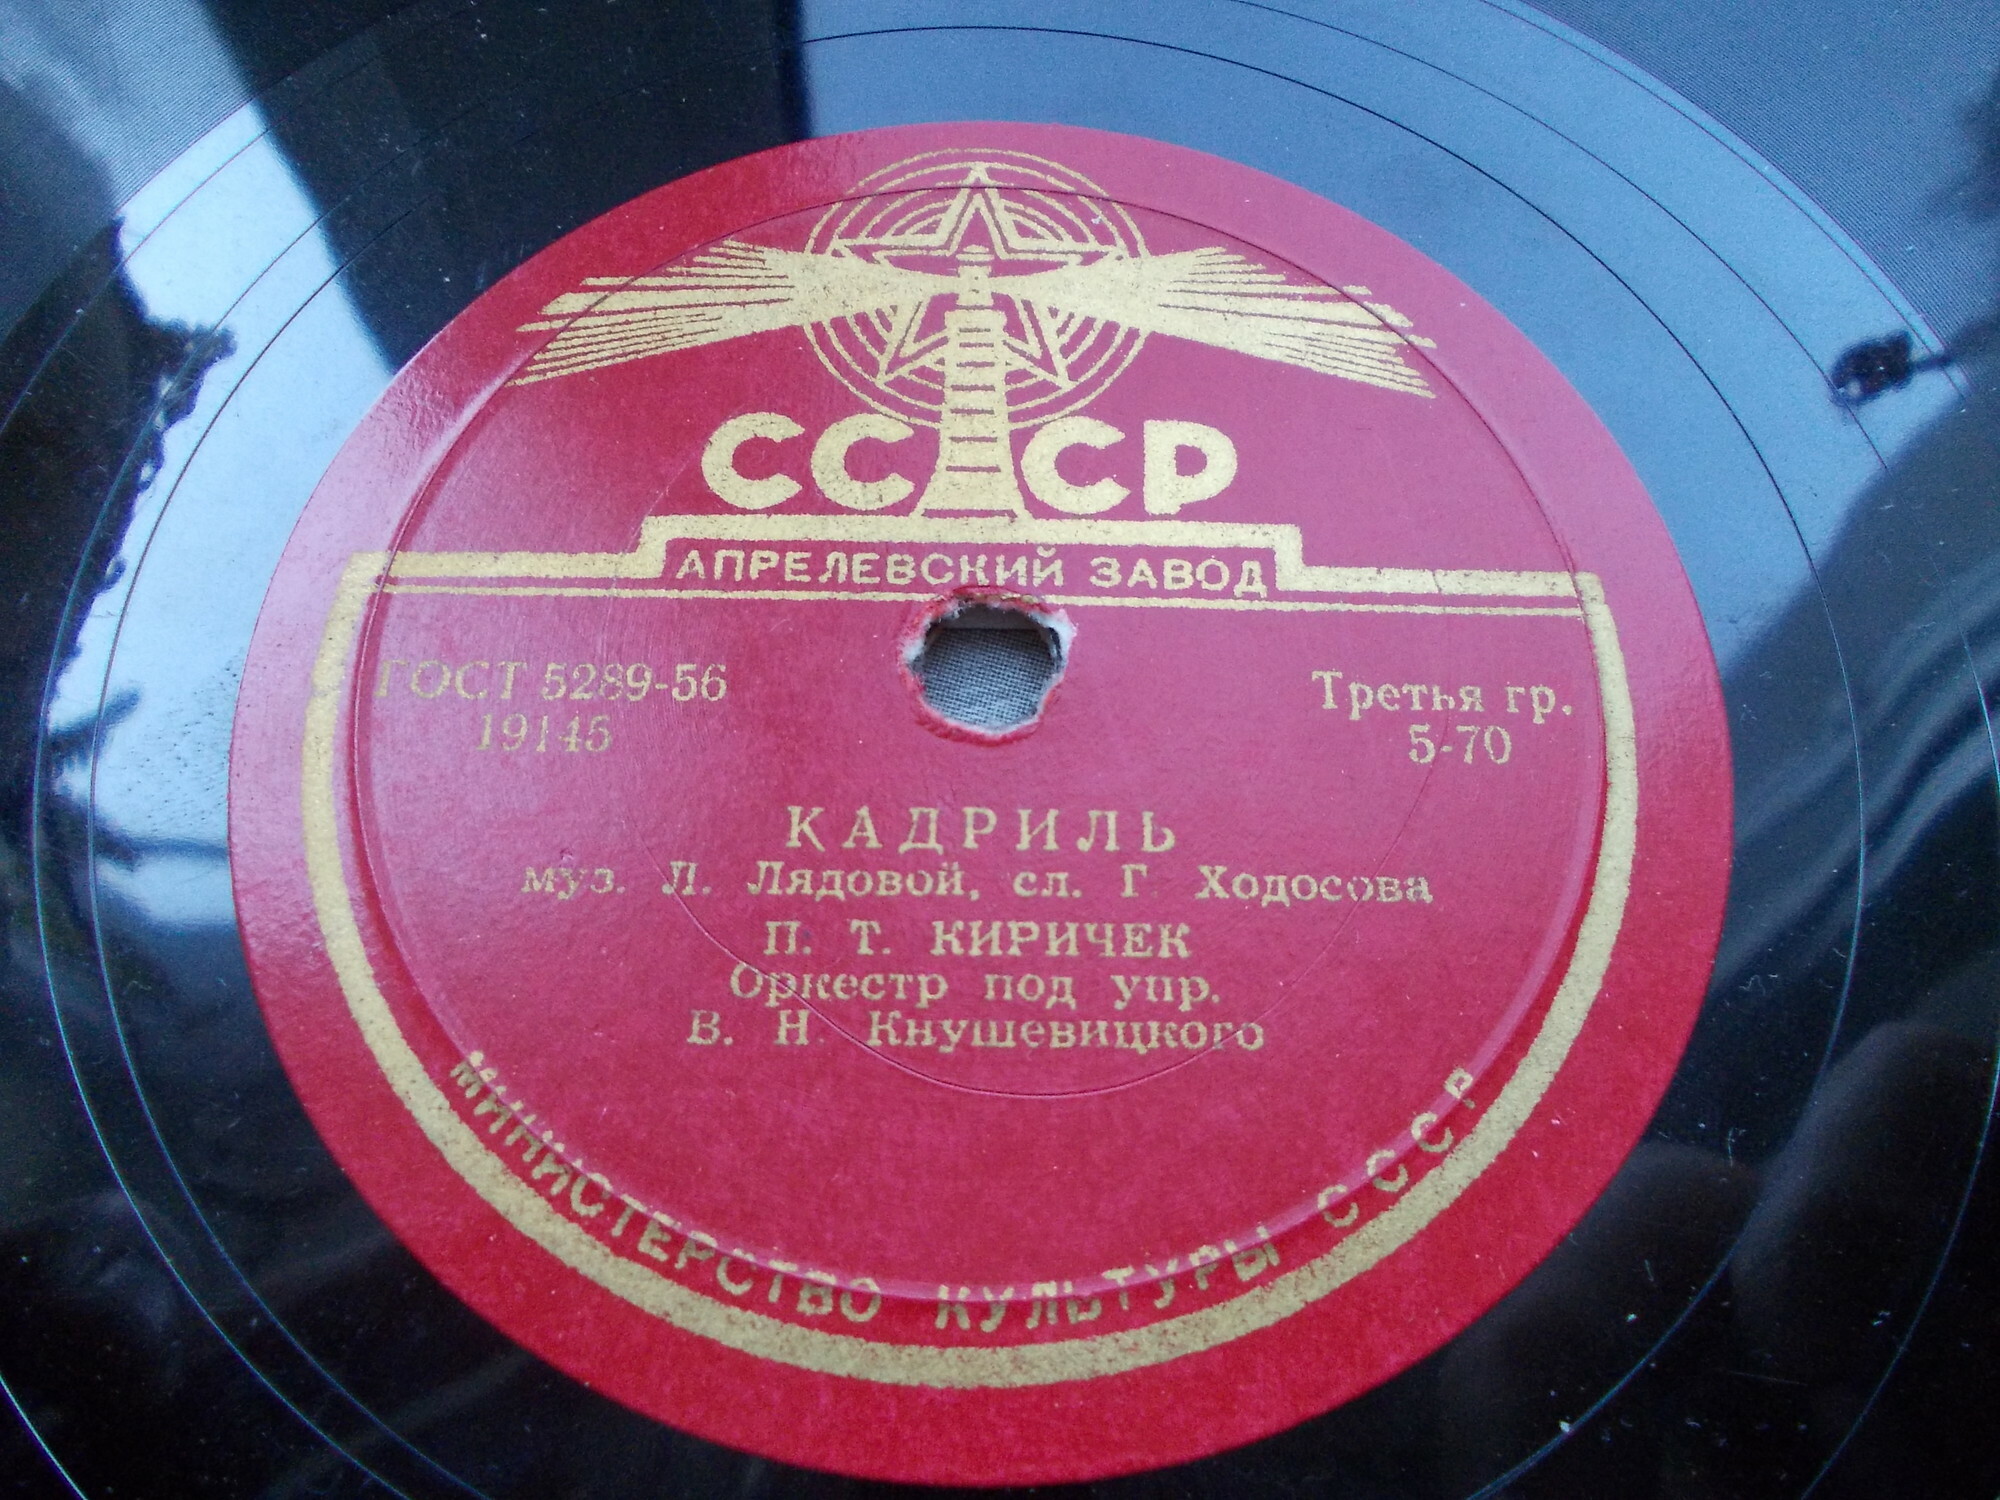 СССР
АПРЕЛЕВСКИЙ ЗАВОД
ГОСТ 5289-56
19145
Третья гр.
5-70
КАДРИЛЬ
муз. Л. Лядовой, сл. Г. Ходосова
П. Т. КИРИЧЕК
Оркестр под упр.
В. Н. Кнушевицкого
МИНИСТЕРСТВО КУЛЬТУРЫ СССР